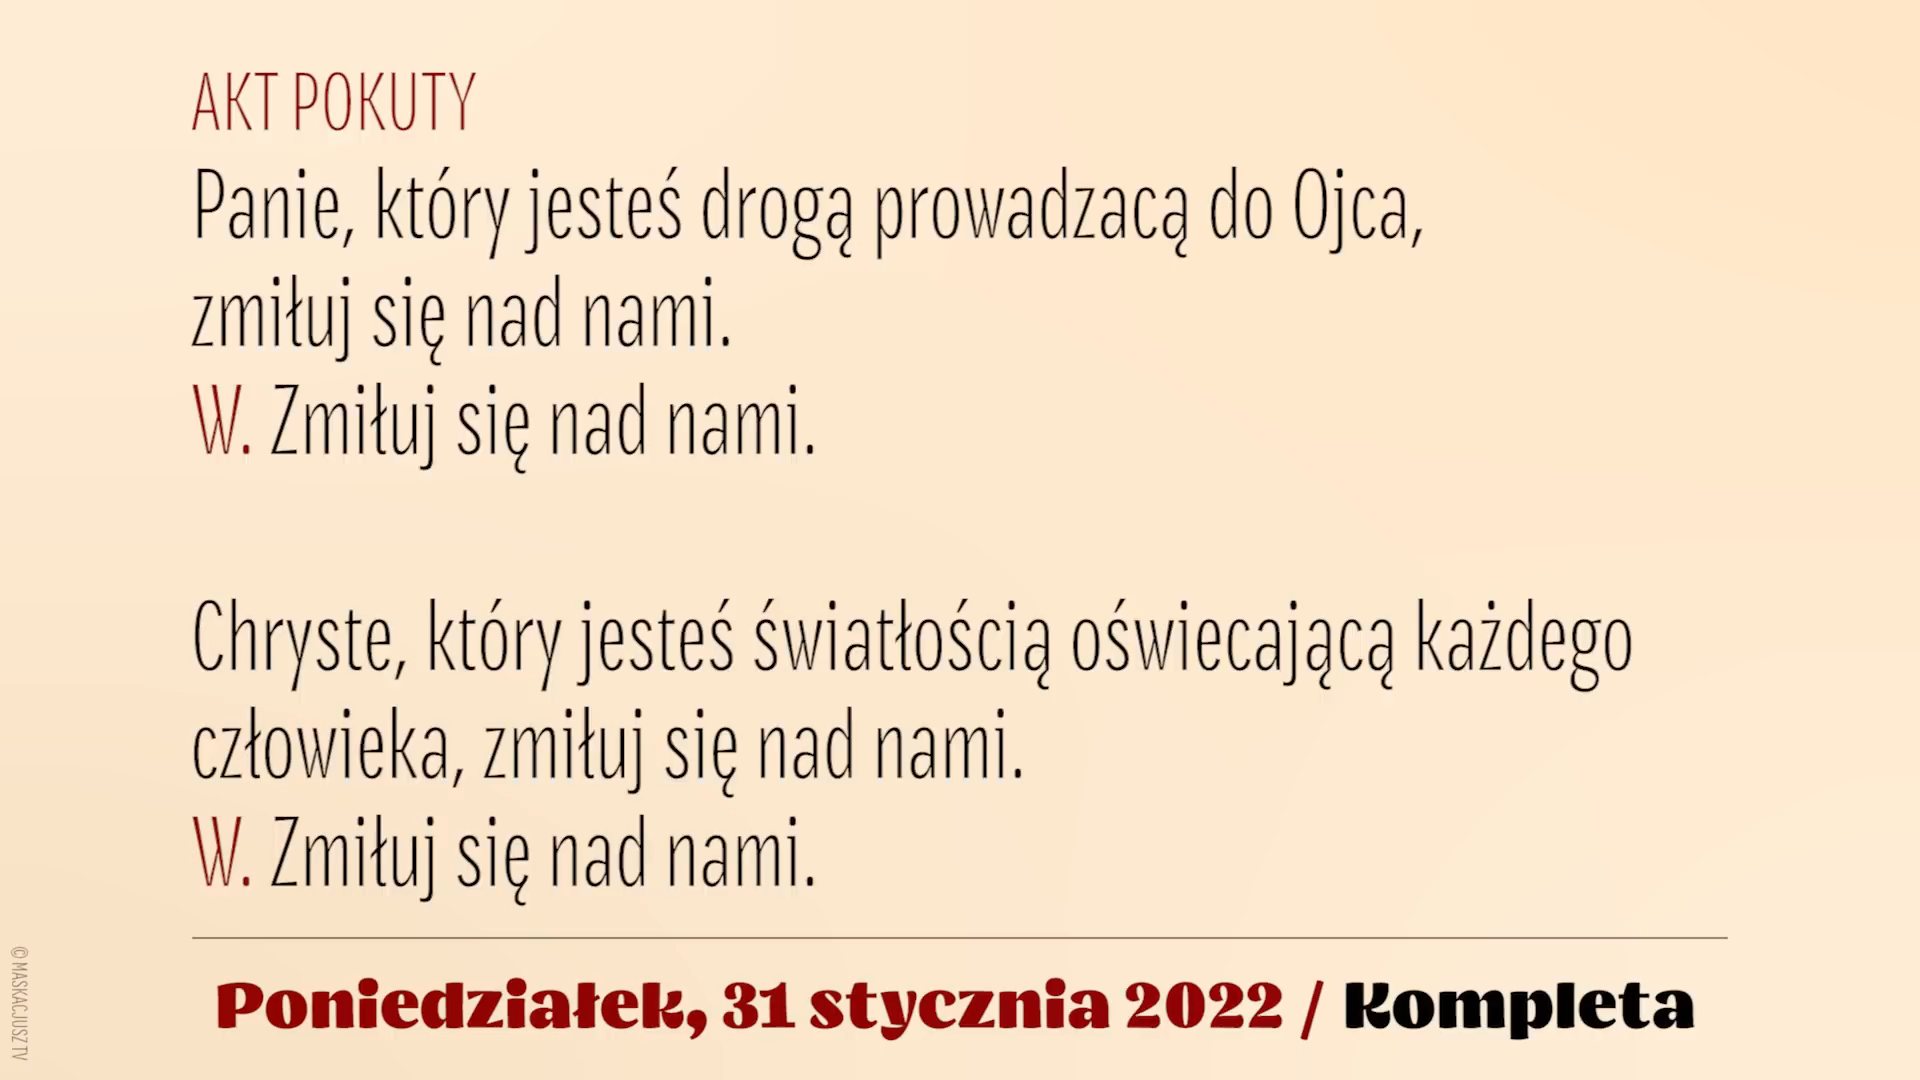 AKT POKUTY
Panie, który jesteś drogą prowadzacą do Ojca,
zmiłuj się nad nami.
W. Zmiłuj się nad nami.
Chryste, który jesteś światłością oświecającą każdego
człowieka, zmiłuj się nad nami.
W. Zmiłuj się nad nami.
Poniedziałek, 31 stycznia 2022 / Kompleta
© MASKACJUSZ TV